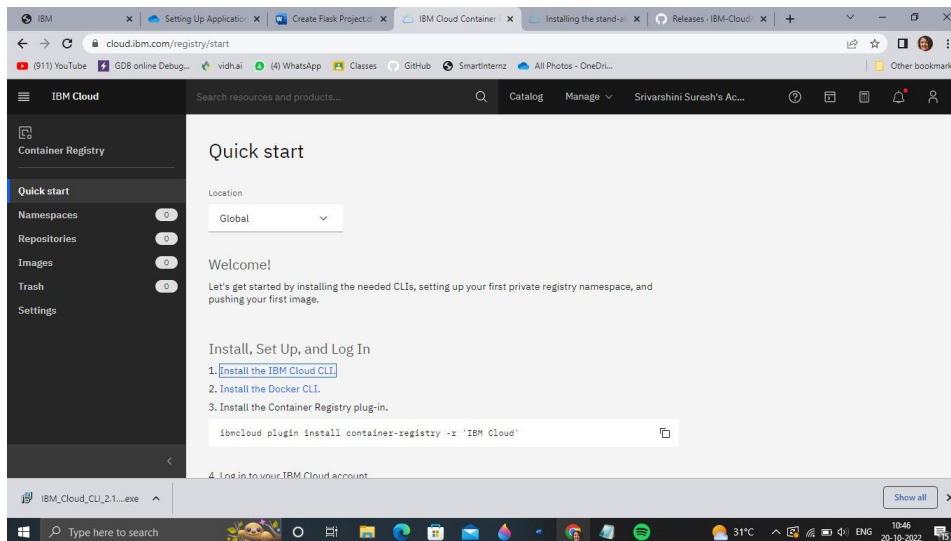 IBM
Setting Up Application
Create Flask Project.d
IBM Cloud Container
Installing the stand-al
Releases · IBM-Cloud/
cloud.ibm.com/registry/start
(911) YouTube
GDB online Debug...
vidh.ai
(4) WhatsApp
Classes
GitHub
SmartInternz
All Photos - OneDri...
Other bookmark
IBM Cloud
Search resources and products...
Catalog
Manage
Srivarshini Suresh's Ac...
Container Registry
Quick start
Namespaces 0
Repositories 0
Images 0
Trash 0
Settings
Quick start
Location
Global
Welcome!
Let's get started by installing the needed CLIs, setting up your first private registry namespace, and
pushing your first image.
Install, Set Up, and Log In
1. Install the IBM Cloud CLI.
2. Install the Docker CLI.
3. Install the Container Registry plug-in.
ibmcloud plugin install container-registry -r 'IBM Cloud'
4. Log in to your IBM Cloud account.
IBM_Cloud_CLI_2.1....exe
Show all
Type here to search
31°C
ENG
10:46
20-10-2022